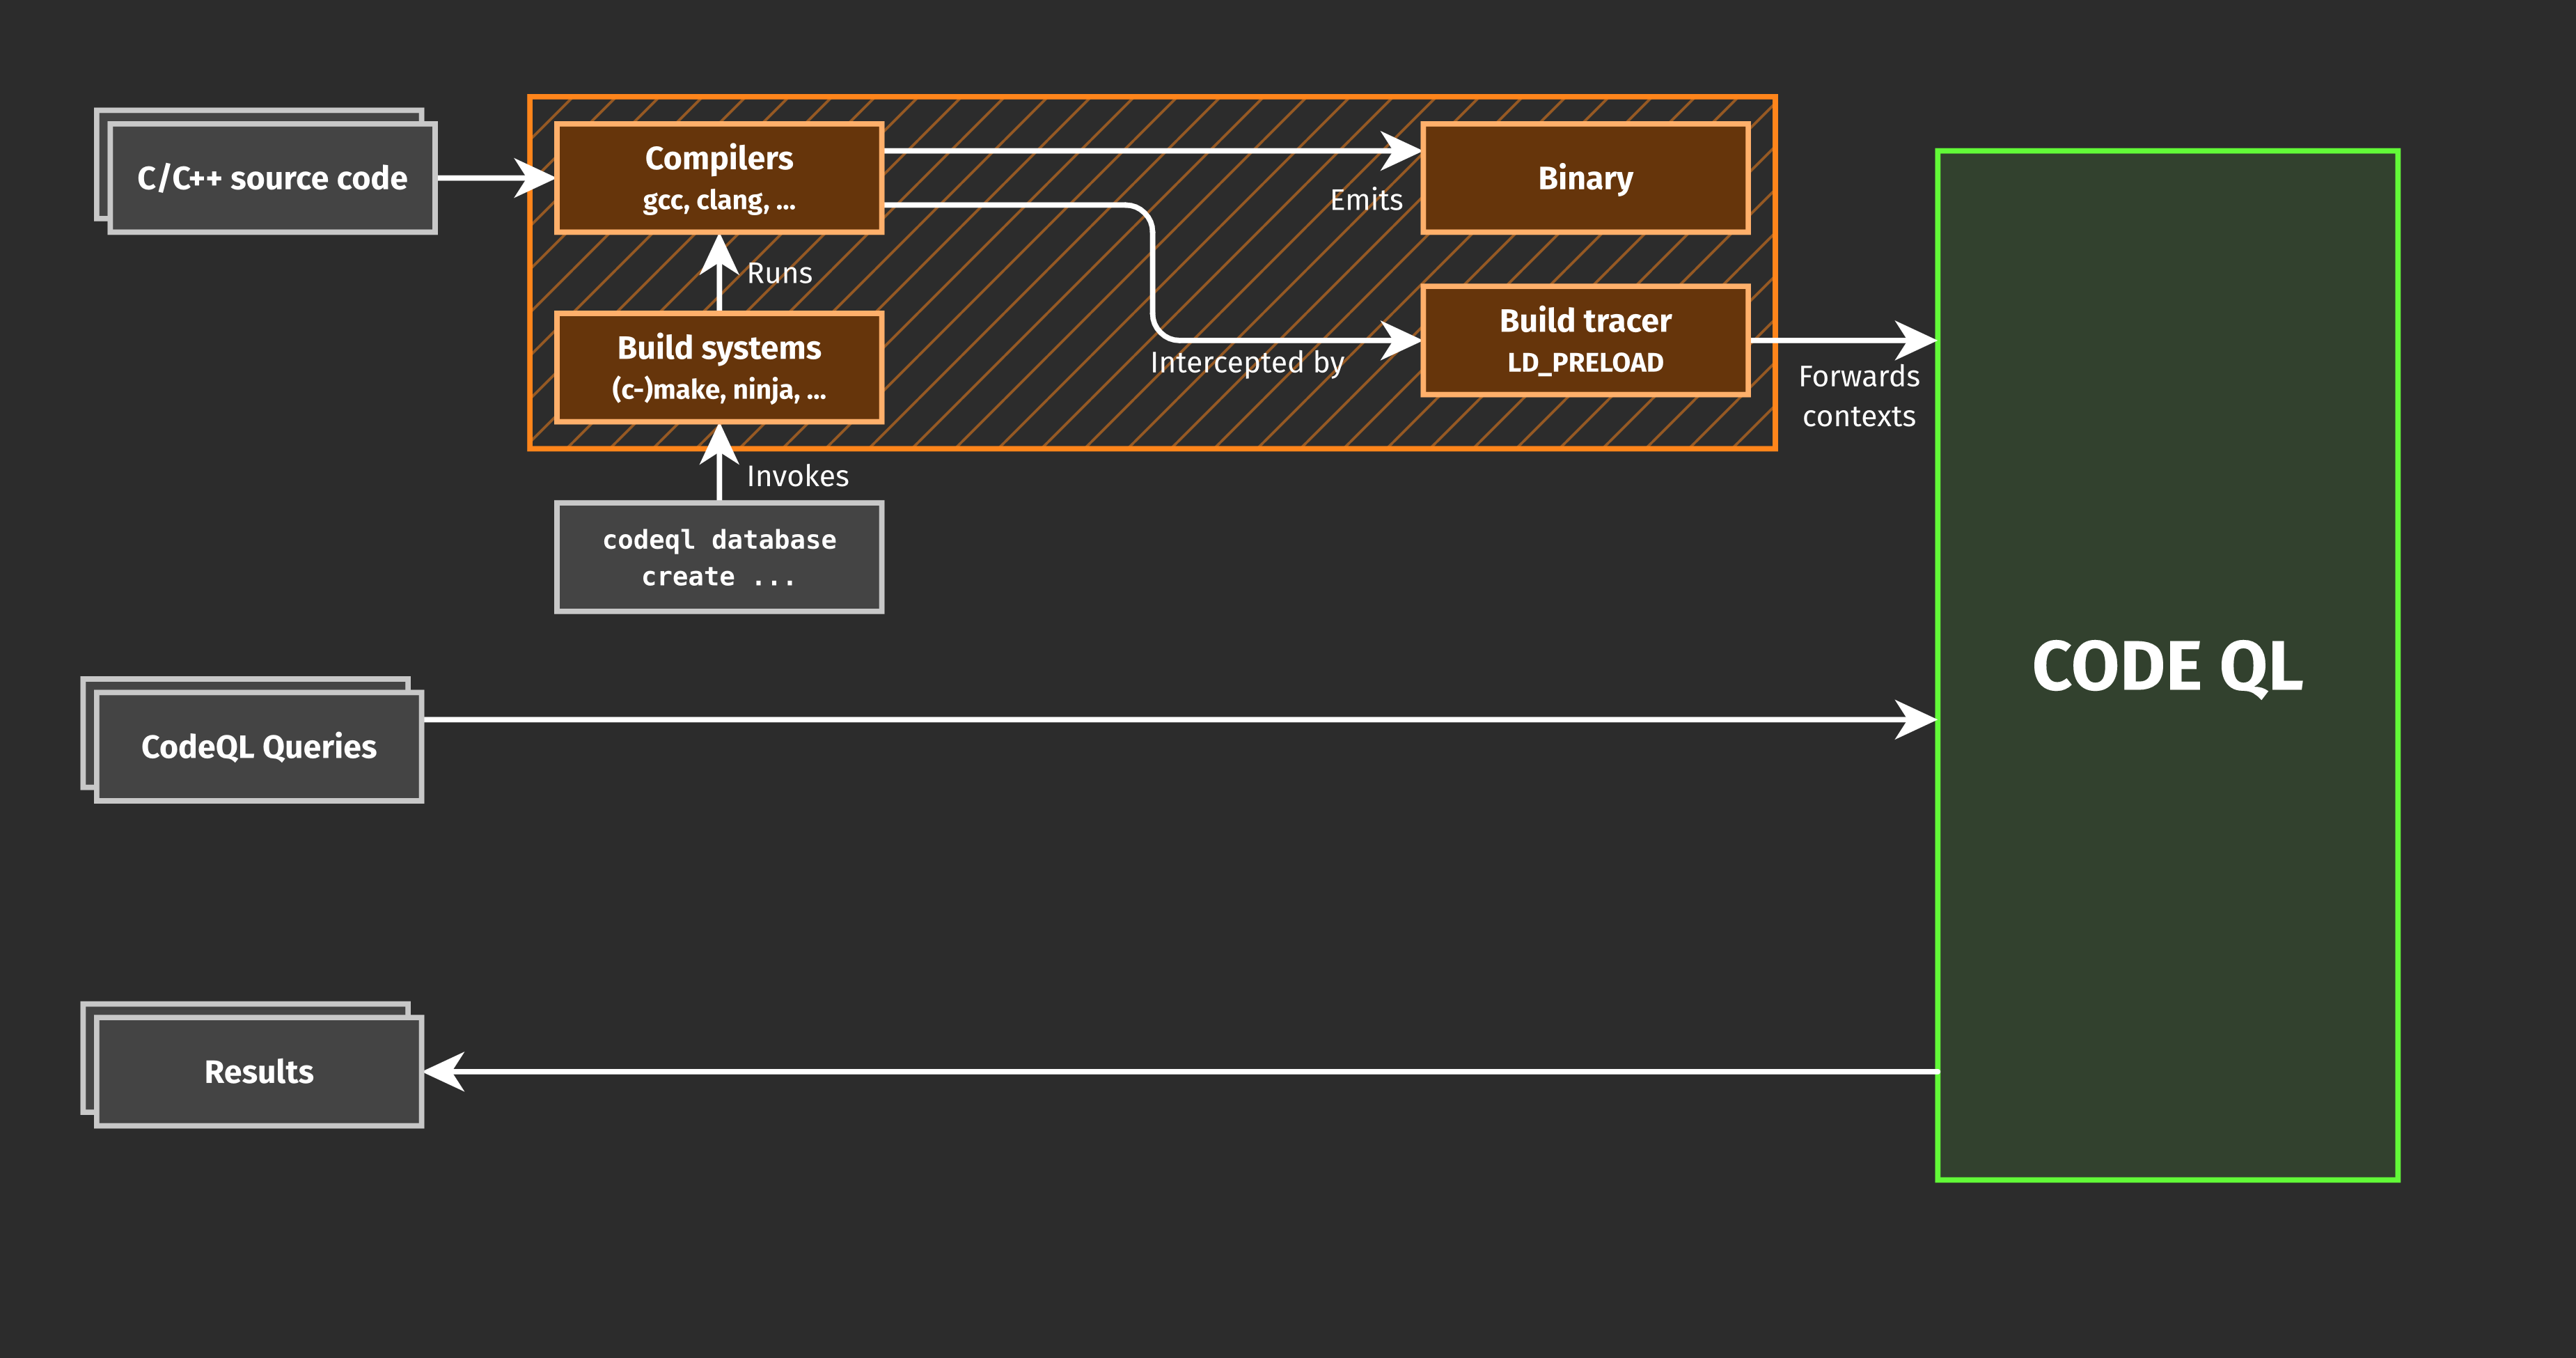 C/C++ source code
Compilers
gcc, clang, ...
Emits
Binary
Runs
Build systems
(c-)make, ninja, ...
Intercepted by
Build tracer
LD_PRELOAD
Forwards
contexts
Invokes
codeql database
create ...
CODE QL
CodeQL Queries
Results